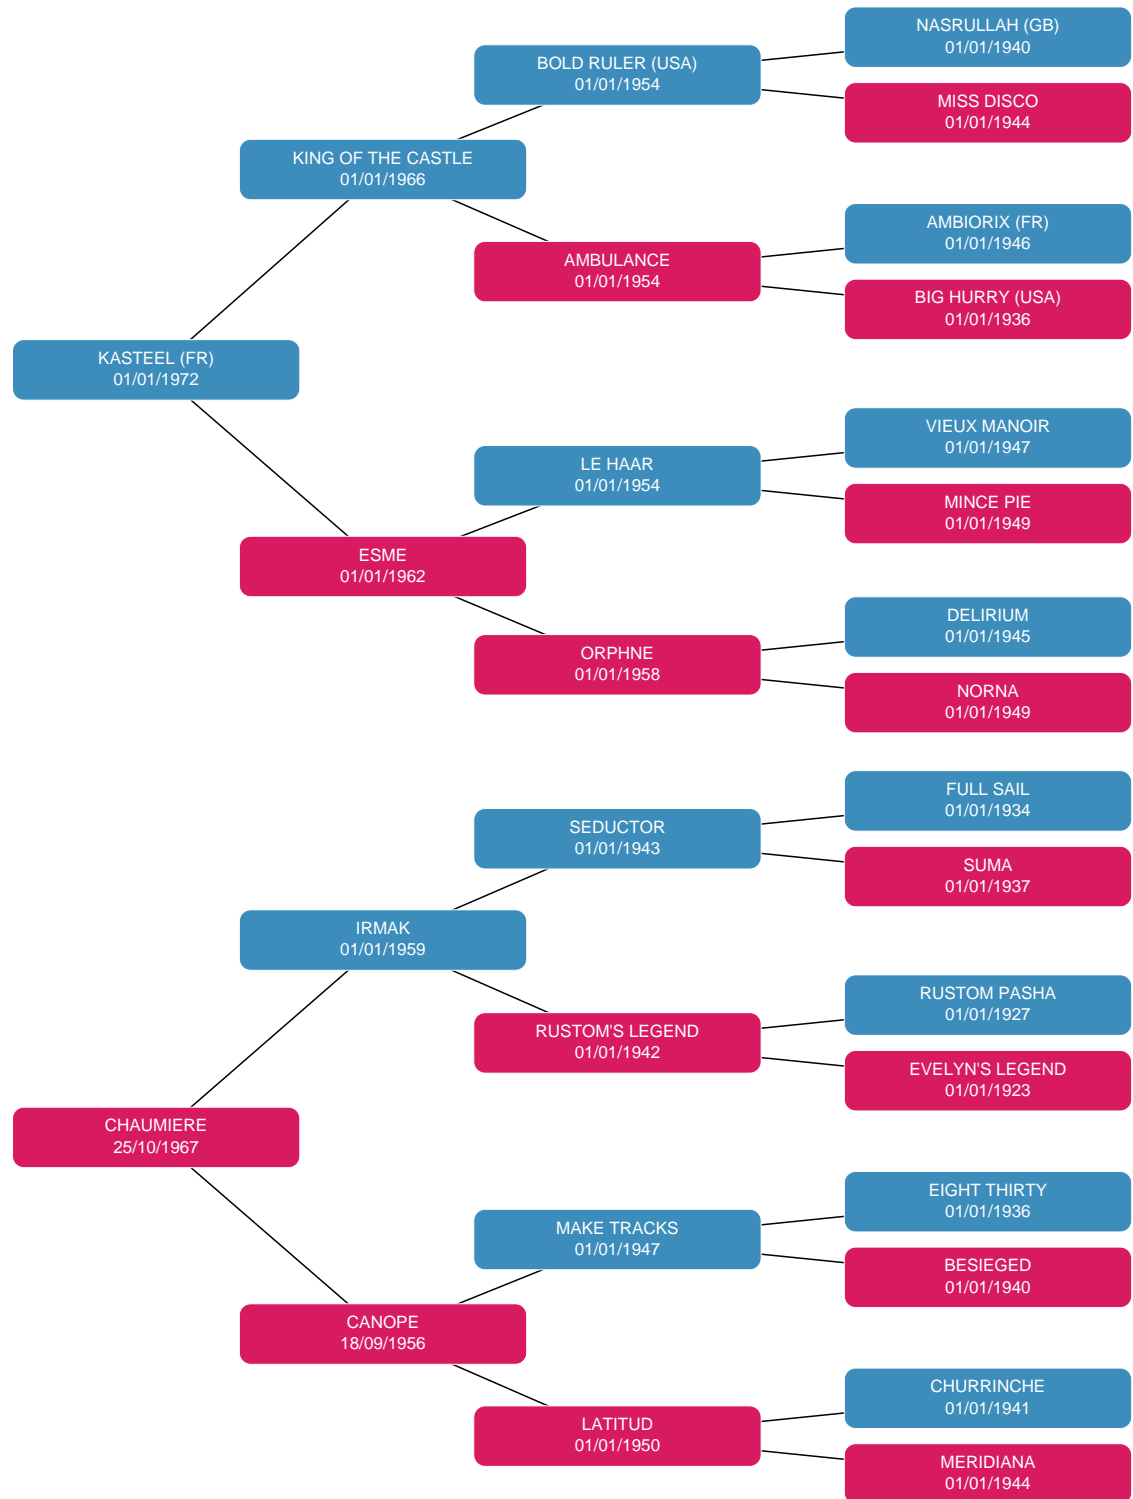 NASRULLAH (GB)
01/01/1940
BOLD RULER (USA)
01/01/1954
MISS DISCO
01/01/1944
KING OF THE CASTLE
01/01/1966
AMBIORIX (FR)
01/01/1946
AMBULANCE
01/01/1954
BIG HURRY (USA)
01/01/1936
KASTEEL (FR)
01/01/1972
VIEUX MANOIR
01/01/1947
LE HAAR
01/01/1954
MINCE PIE
01/01/1949
ESME
01/01/1962
DELIRIUM
01/01/1945
ORPHNE
01/01/1958
NORNA
01/01/1949
FULL SAIL
01/01/1934
SEDUCTOR
01/01/1943
SUMA
01/01/1937
IRMAK
01/01/1959
RUSTOM PASHA
01/01/1927
RUSTOM'S LEGEND
01/01/1942
EVELYN'S LEGEND
01/01/1923
CHAUMIERE
25/10/1967
EIGHT THIRTY
01/01/1936
MAKE TRACKS
01/01/1947
BESIEGED
01/01/1940
CANOPE
18/09/1956
CHURRINCHE
01/01/1941
LATITUD
01/01/1950
MERIDIANA
01/01/1944